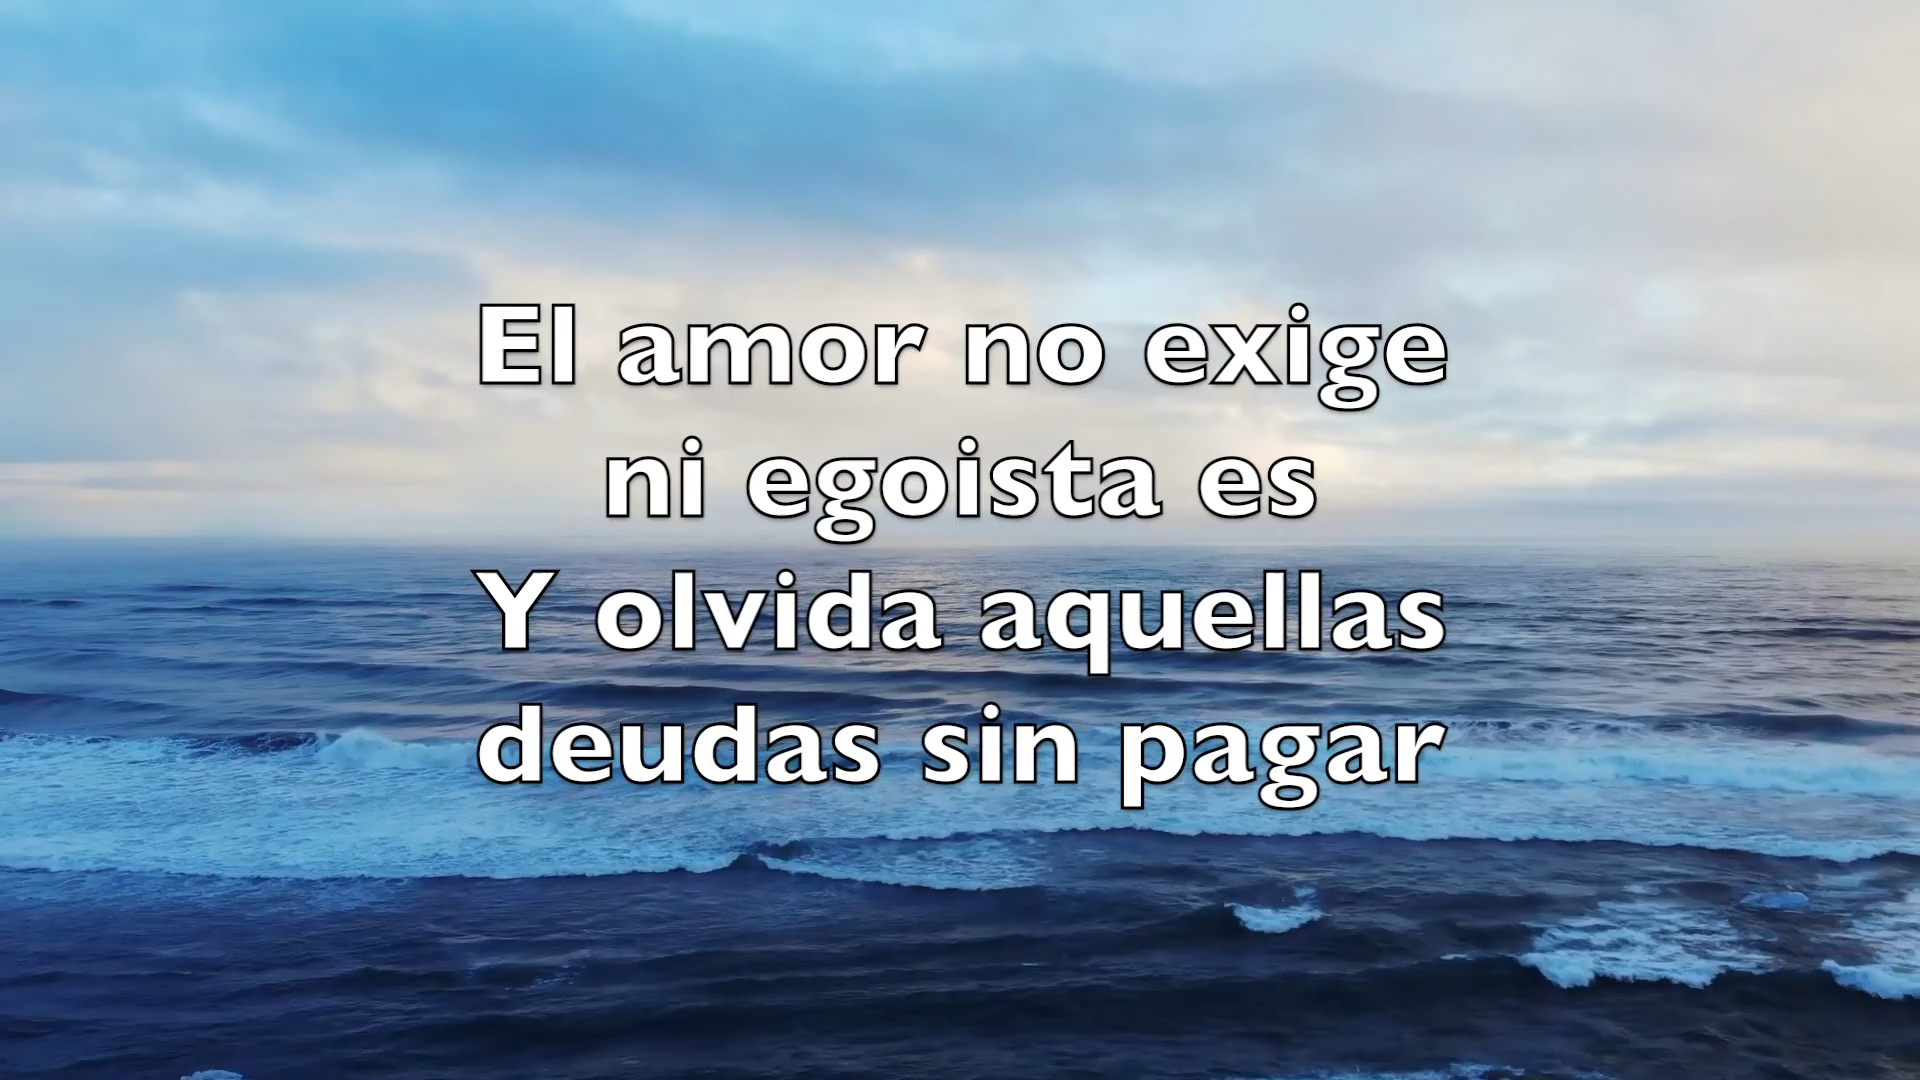 El amor no exige
ni egoista es
Y olvida aquellas
deudas sin pagar